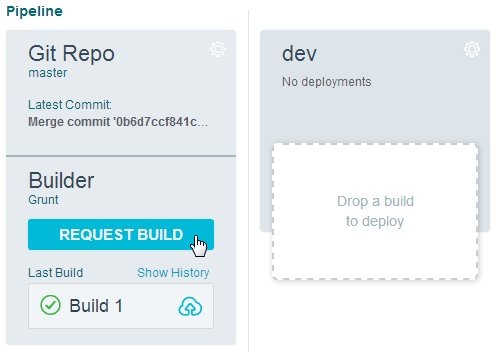 Pipeline
Git Repo
master
Latest Commit:
Merge commit '0b6d7ccf841c...
Builder
Grunt
REQUEST BUILD
Last Build Show History
Build 1
dev
No deployments
Drop a build
to deploy